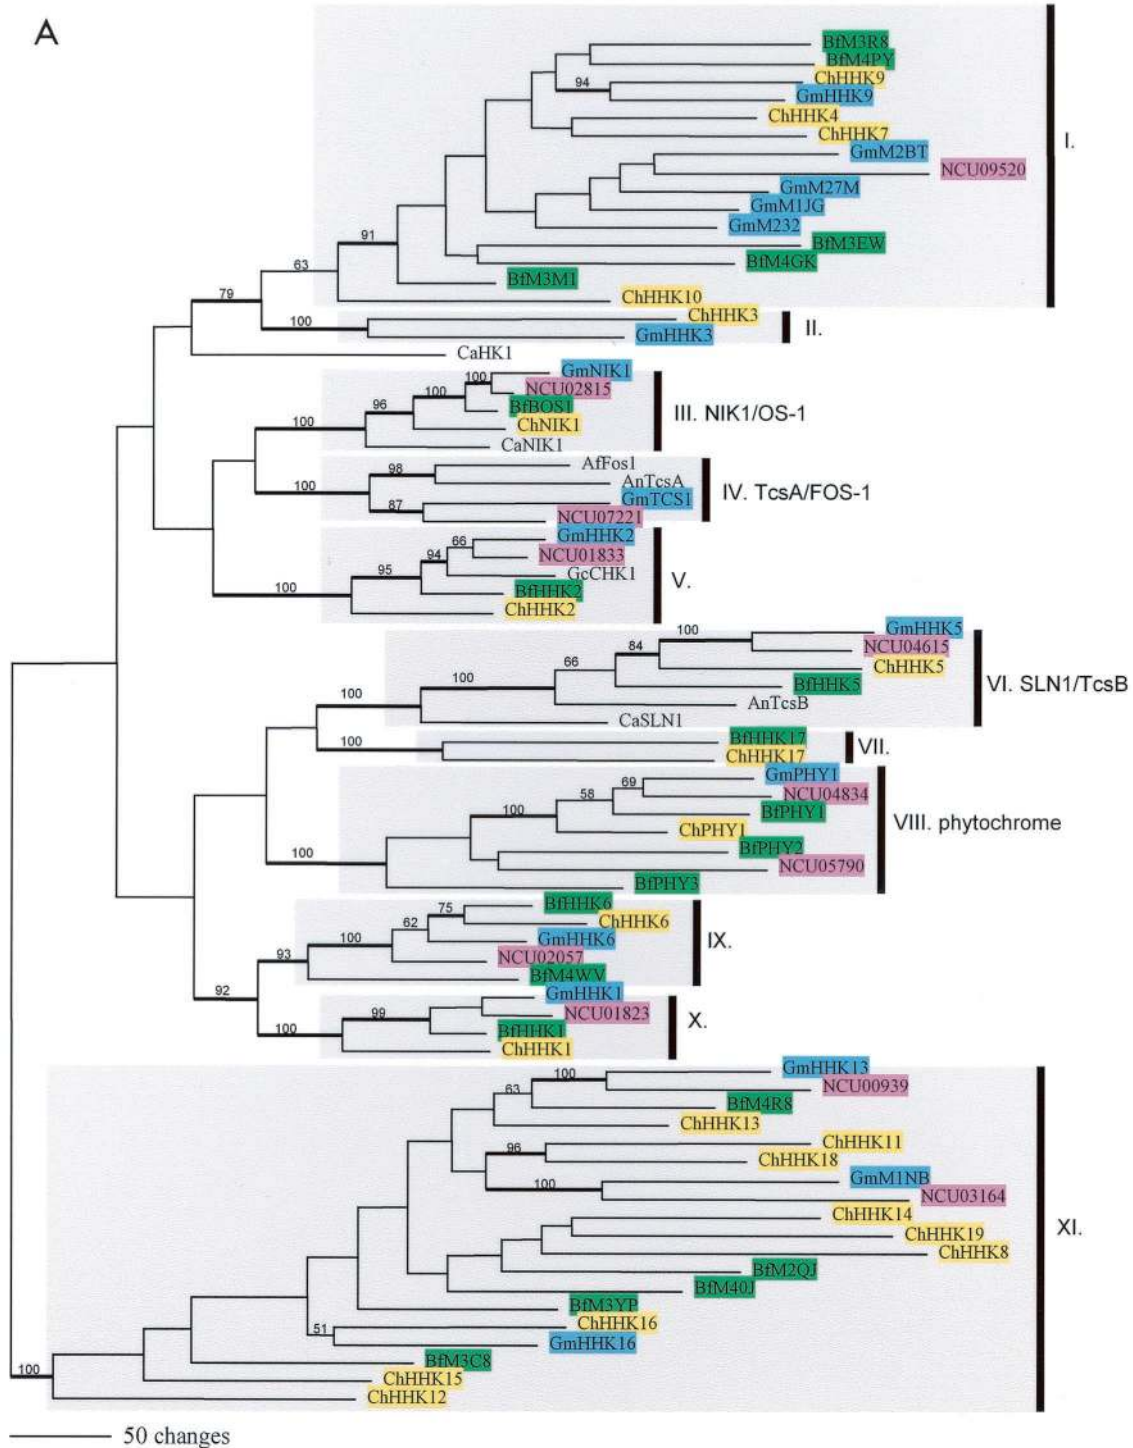 A
BfM3R8
BfM4PY
ChHHK9
94
GmHHK9
ChHHK4
ChHHK7
I.
GmM2BT
NCU09520
GmM27M
GmM1JG
GmM232
91
BfM3EW
BfM4GK
63
BfM3M1
79
ChHHK10
ChHHK3
100
GmHHK3
II.
CaHK1
GmNIK1
100
NCU02815
100
BfBOS1
96
ChNIK1
100
CaNIK1
III. NIK1/OS-1
AfFos1
98
AnTcsA
100
GmTCS1
87
NCU07221
IV. TcsA/FOS-1
GmHHK2
66
NCU01833
94
GcCHK1
95
BfHHK2
100
ChHHK2
V.
GmHHK5
100
NCU04615
84
ChHHK5
66
BfHHK5
100
AnTcsB
100
CaSLN1
VI. SLN1/TcsB
BfHHK17
100
ChHHK17
VII.
GmPHY1
69
NCU04834
58
BfPHY1
100
ChPHY1
BfPHY2
100
NCU05790
BfPHY3
VIII. phytochrome
BfHHK6
75
ChHHK6
62
GmHHK6
100
NCU02057
93
BfM4WV
IX.
92
GmHHK1
99
NCU01823
100
BfHHK1
ChHHK1
X.
GmHHK13
100
NCU00939
63
BfM4R8
ChHHK13
ChHHK11
96
ChHHK18
GmM1NB
100
NCU03164
ChHHK14
ChHHK19
ChHHK8
XI.
BfM2QJ
BfM40J
BfM3YP
ChHHK16
51
GmHHK16
BfM3C8
100
ChHHK15
ChHHK12
50 changes